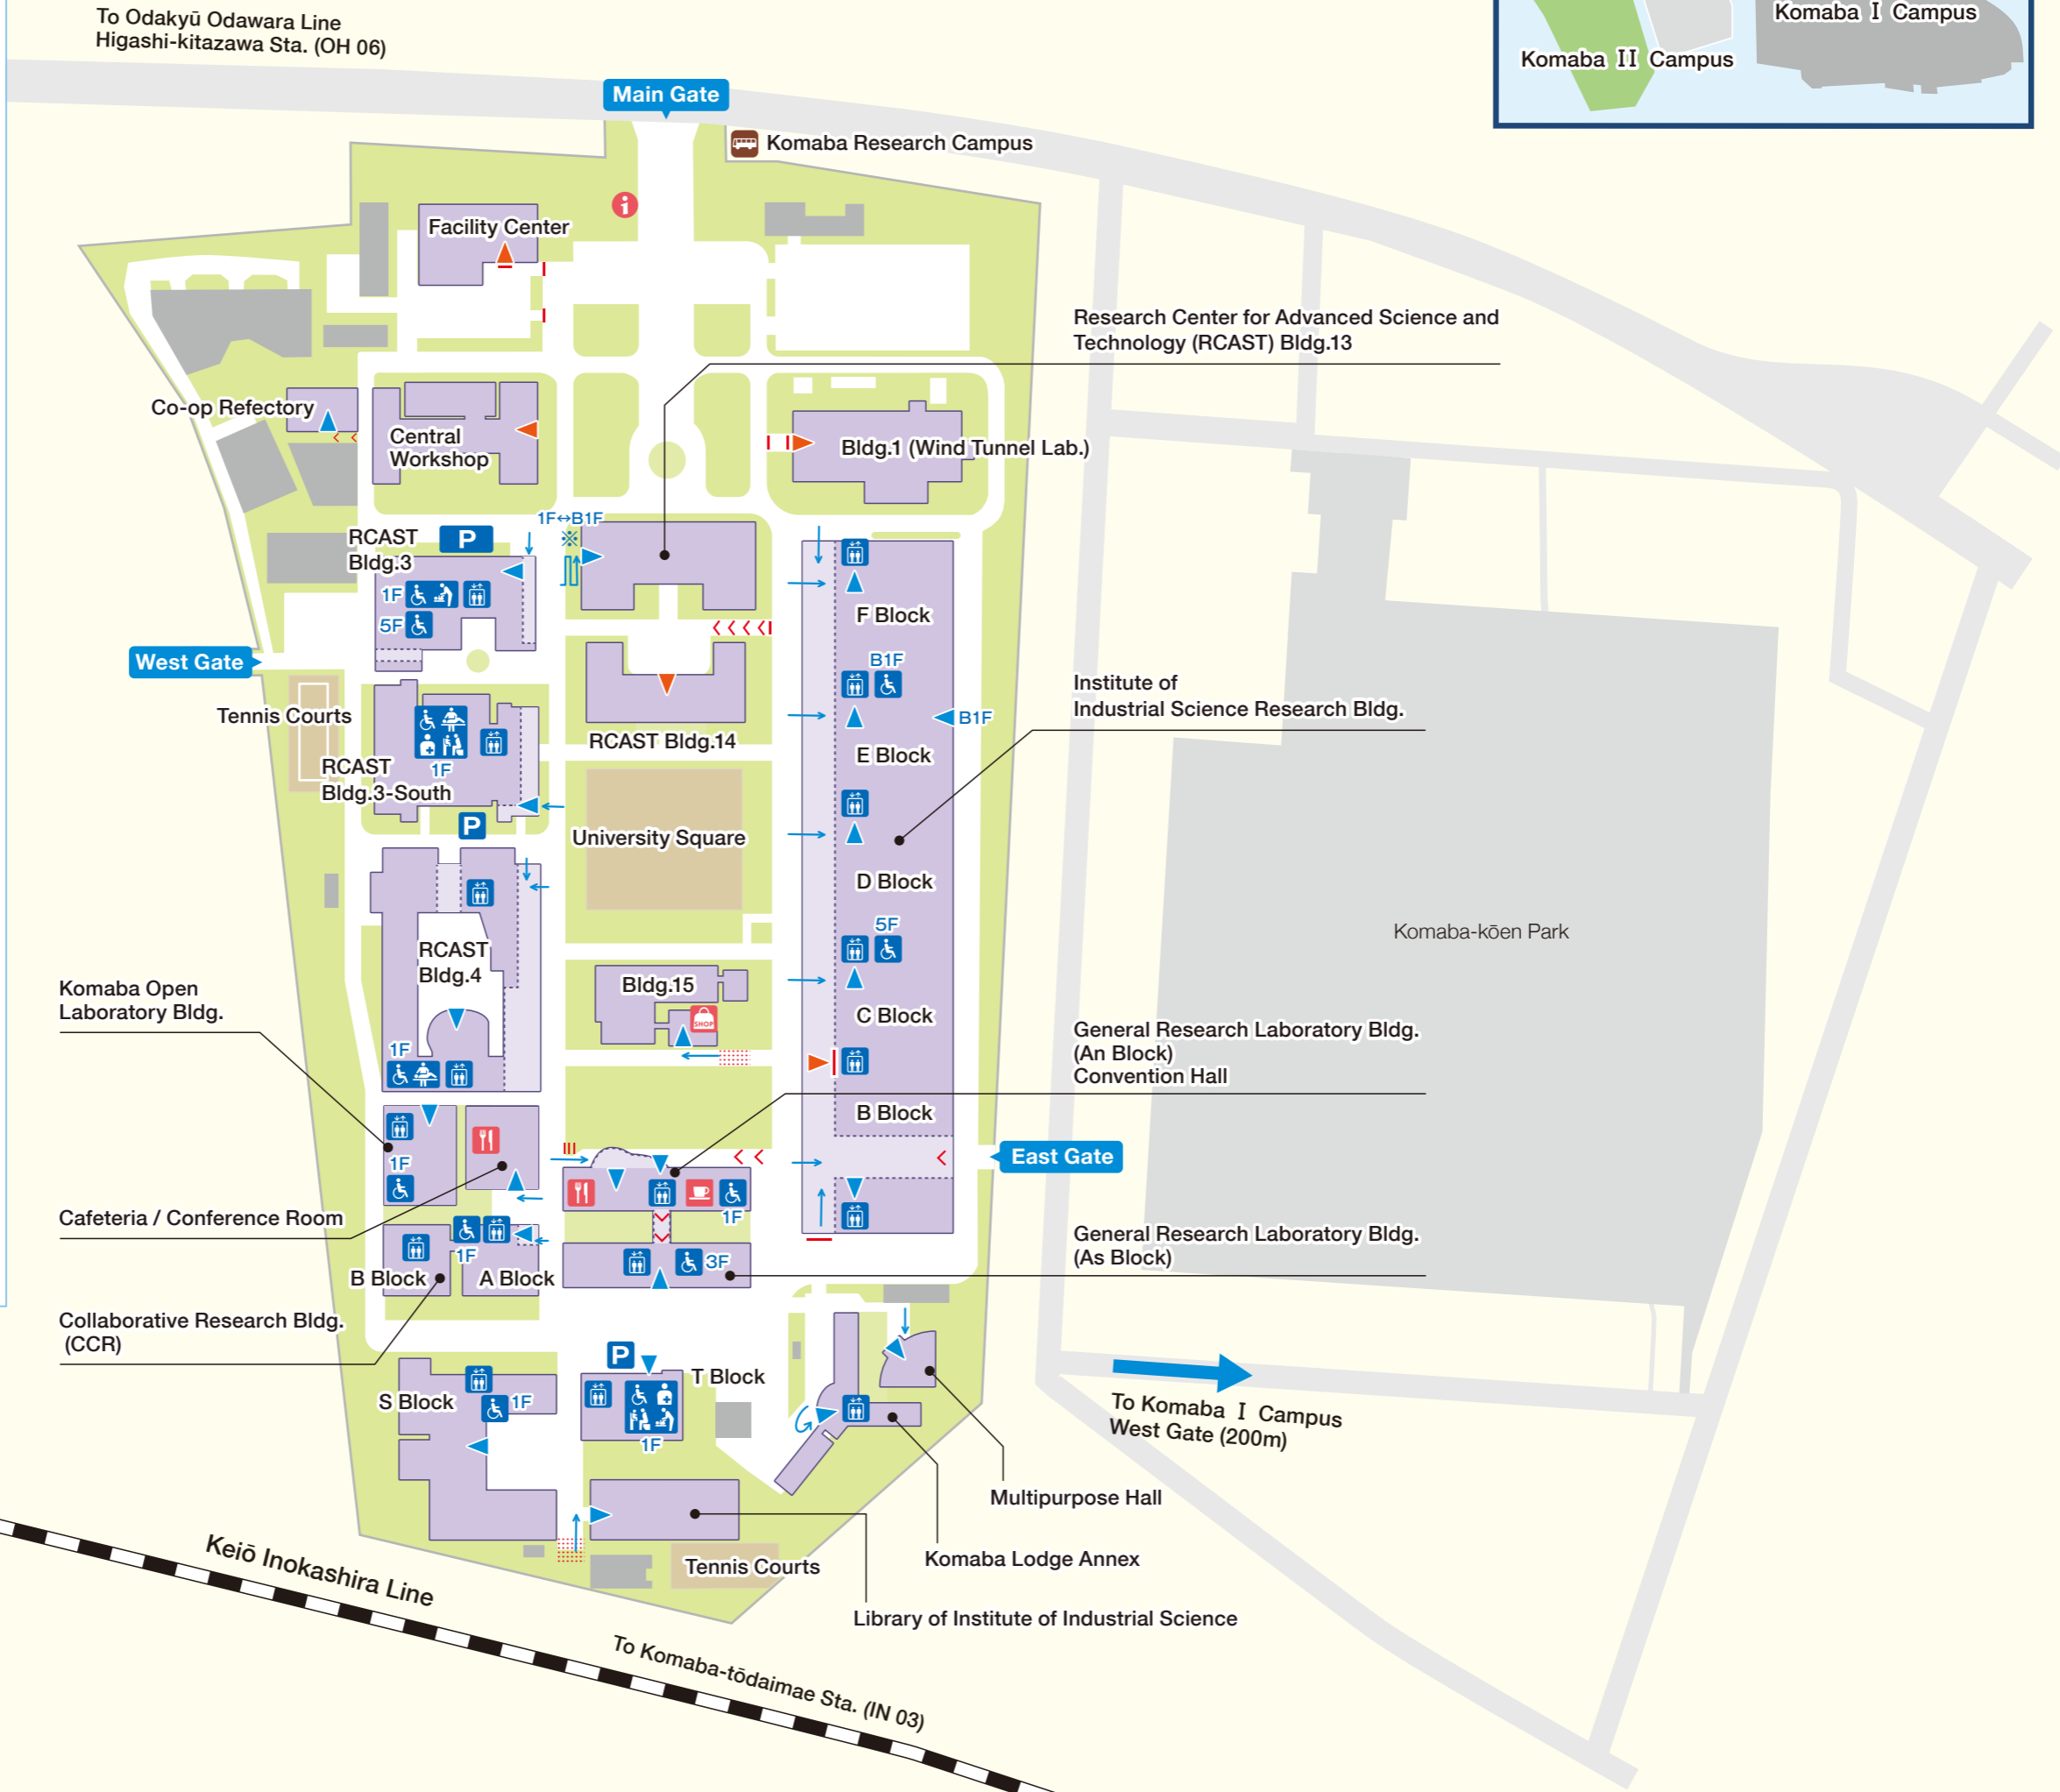 To Odakyū Odawara Line
Higashi-kitazawa Sta. (OH 06)
Komaba I Campus
Komaba II Campus
Main Gate
Komaba Research Campus
i
Facility Center
Research Center for Advanced Science and
Technology (RCAST) Bldg.13
Co-op Refectory
Central
Workshop
Bldg.1 (Wind Tunnel Lab.)
1F↔B1F
※
RCAST
Bldg.3
P
1F
5F
F Block
West Gate
B1F
Institute of
Industrial Science Research Bldg.
Tennis Courts
B1F
RCAST Bldg.14
E Block
RCAST
Bldg.3-South
1F
P
University Square
D Block
5F
Komaba-kōen Park
RCAST
Bldg.4
Komaba Open
Laboratory Bldg.
Bldg.15
SHOP
C Block
General Research Laboratory Bldg.
(An Block)
Convention Hall
1F
B Block
East Gate
1F
1F
Cafeteria / Conference Room
General Research Laboratory Bldg.
(As Block)
1F
3F
B Block
A Block
Collaborative Research Bldg.
(CCR)
P
T Block
S Block
1F
1F
To Komaba I Campus
West Gate (200m)
Multipurpose Hall
Komaba Lodge Annex
Tennis Courts
Library of Institute of Industrial Science
Keiō Inokashira Line
To Komaba-tōdaimae Sta. (IN 03)